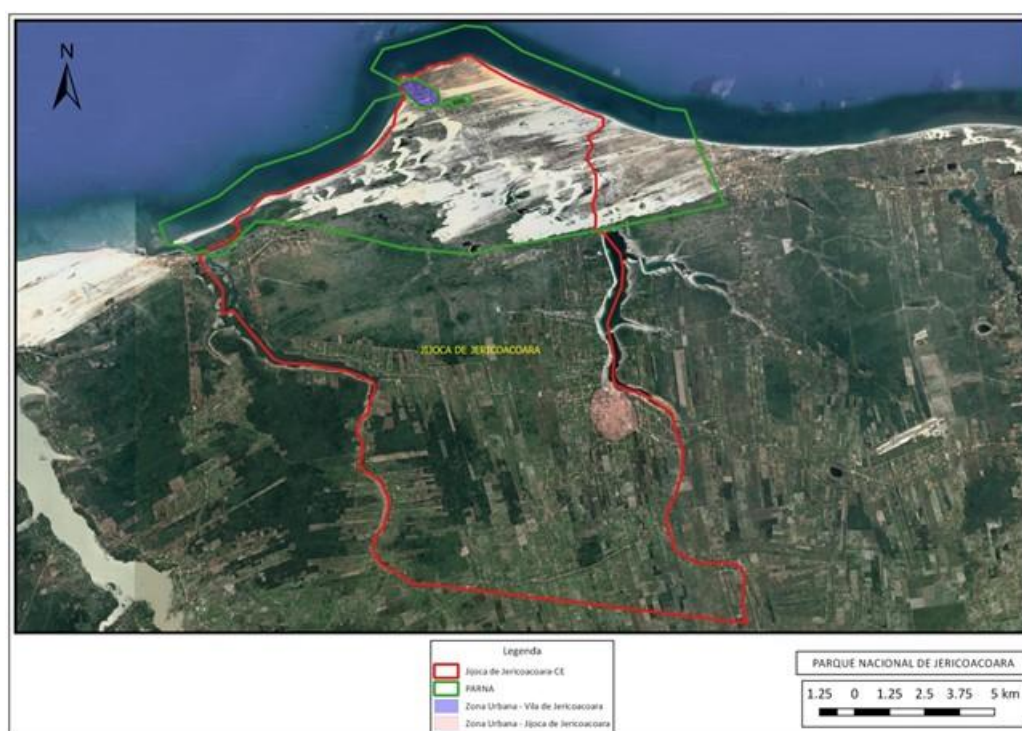 N
JIJOCA DE JERICOACOARA
Legenda
Jijoca de Jericoacoara-CE
PARNA
Zona Urbana - Vila de Jericoacoara
Zona Urbana - Jijoca de Jericoacoara
PARQUE NACIONAL DE JERICOACOARA
1.25 0 1.25 2.5 3.75 5 km